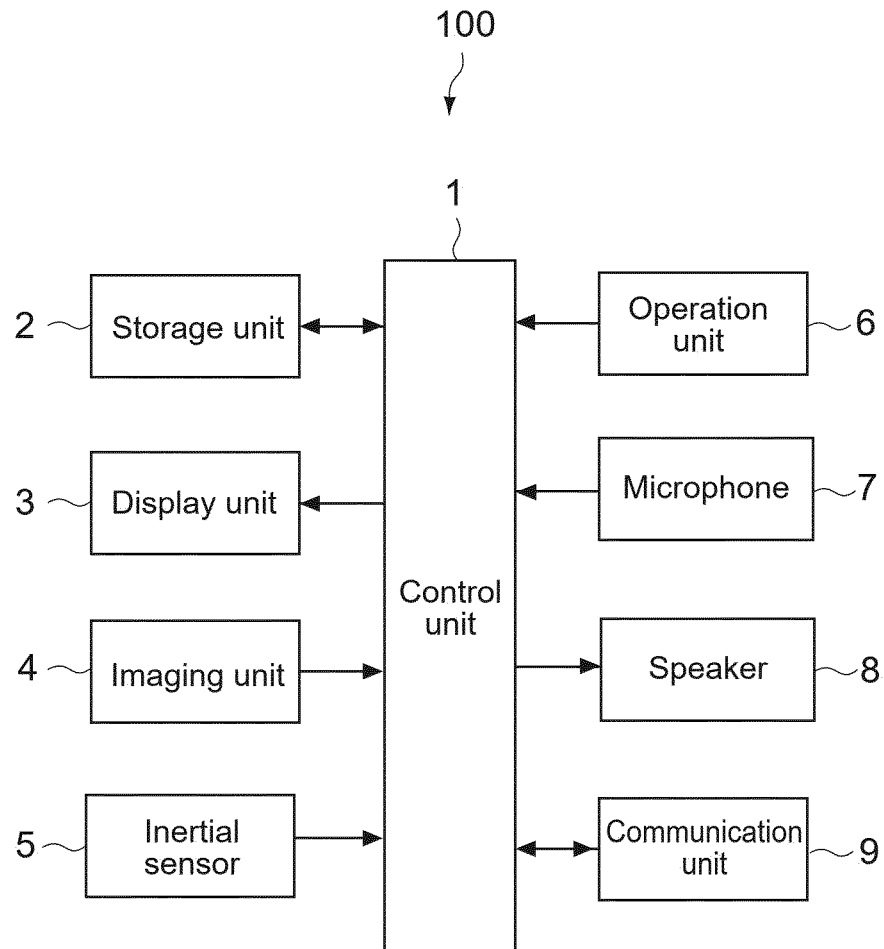 100
1
2
Storage unit
3
Display unit
4
Imaging unit
5
Inertial
sensor
Control
unit
Operation
unit
6
Microphone
7
Speaker
8
Communication
unit
9